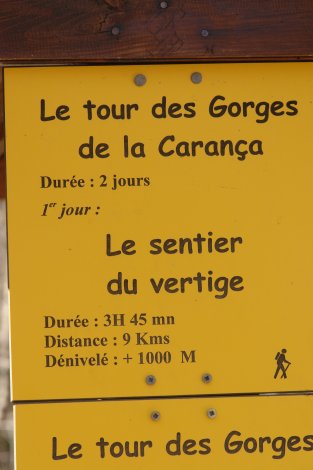 Le tour des Gorges
de la Carança
Durée : 2 jours
1er jour :
Le sentier
du vertige
Durée : 3H 45 mn
Distance : 9 Kms
Dénivelé : + 1000 M
Le tour des Gorges